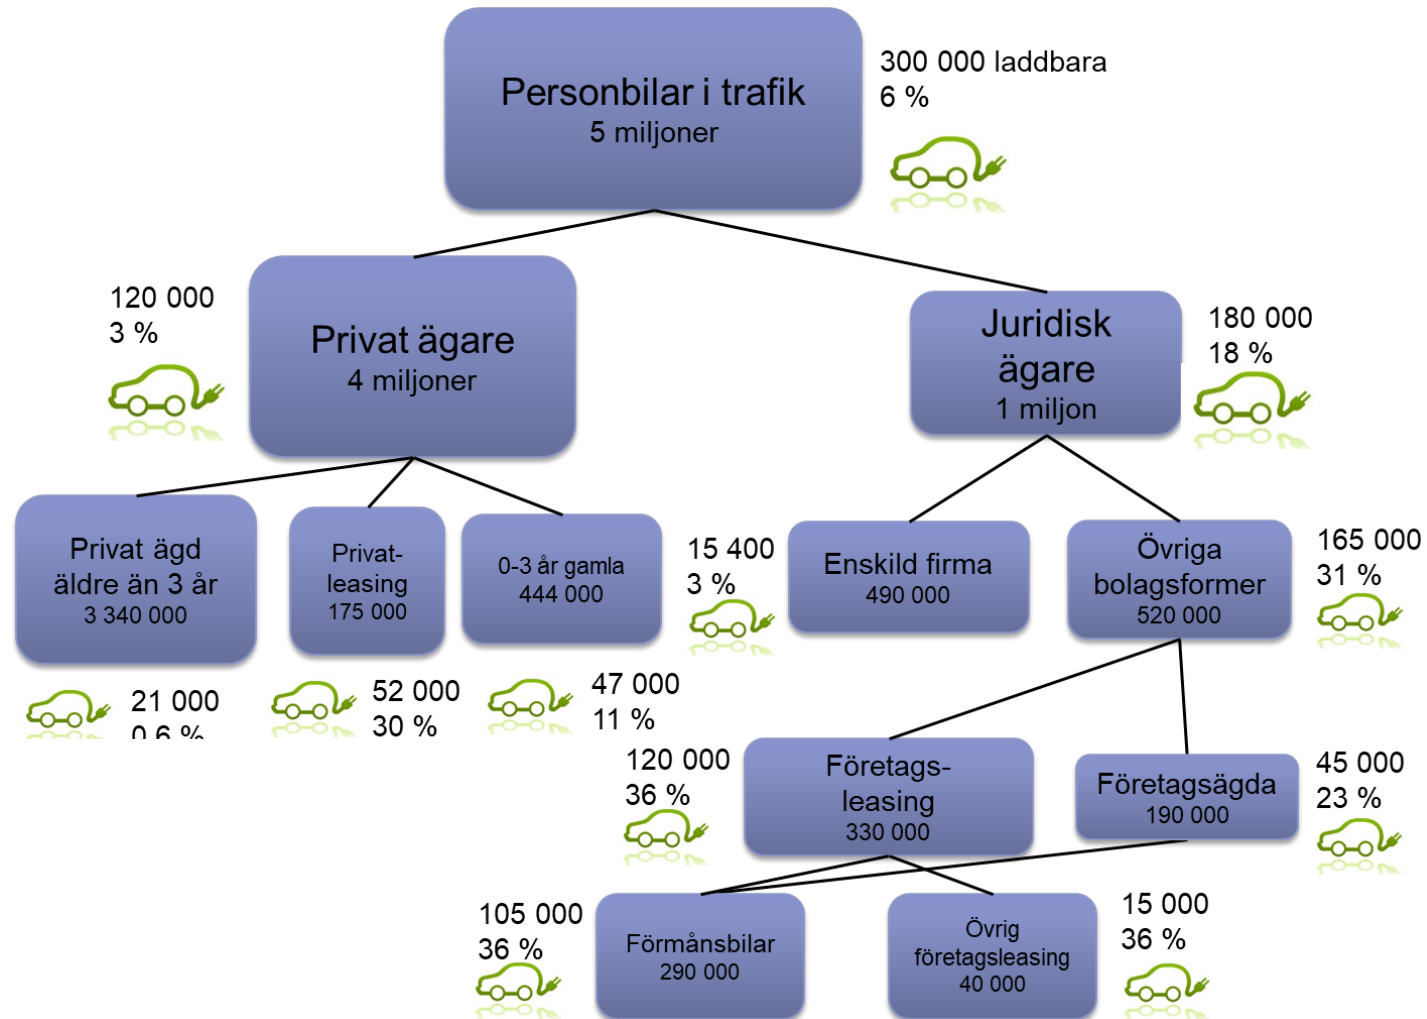 Personbilar i trafik
5 miljoner
300 000 laddbara
6 %
120 000
3 %
Privat ägare
4 miljoner
Juridisk
ägare
1 miljon
180 000
18 %
Privat ägd
äldre än 3 år
3 340 000
21 000
0,6 %
Privat-
leasing
175 000
52 000
30 %
0-3 år gamla
444 000
47 000
11 %
15 400
3 %
Enskild firma
490 000
Övriga
bolagsformer
520 000
165 000
31 %
120 000
36 %
Företags-
leasing
330 000
Företagsägda
190 000
45 000
23 %
105 000
36 %
Förmånsbilar
290 000
Övrig
företagsleasing
40 000
15 000
36 %